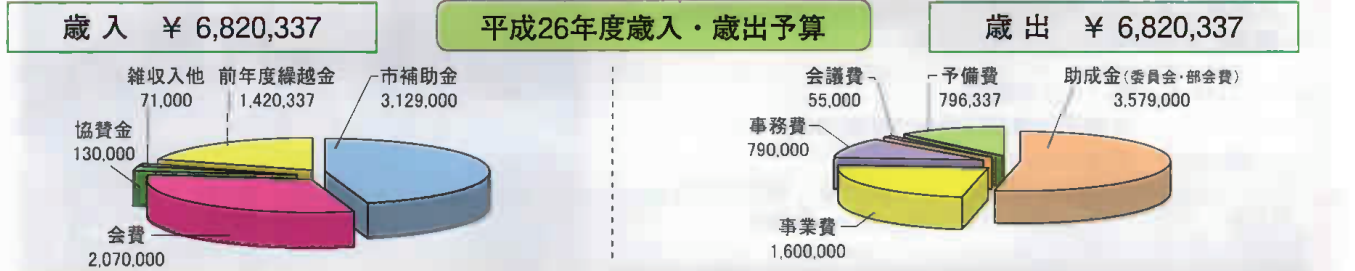 歳入 ¥ 6,820,337
平成26年度歳入・歳出予算
歳出 ¥ 6,820,337
雑収入他
71,000
前年度繰越金
1,420,337
市補助金
3,129,000
協賛金
130,000
会費
2,070,000
会議費
55,000
予備費
796,337
助成金(委員会・部会費)
3,579,000
事務費
790,000
事業費
1,600,000